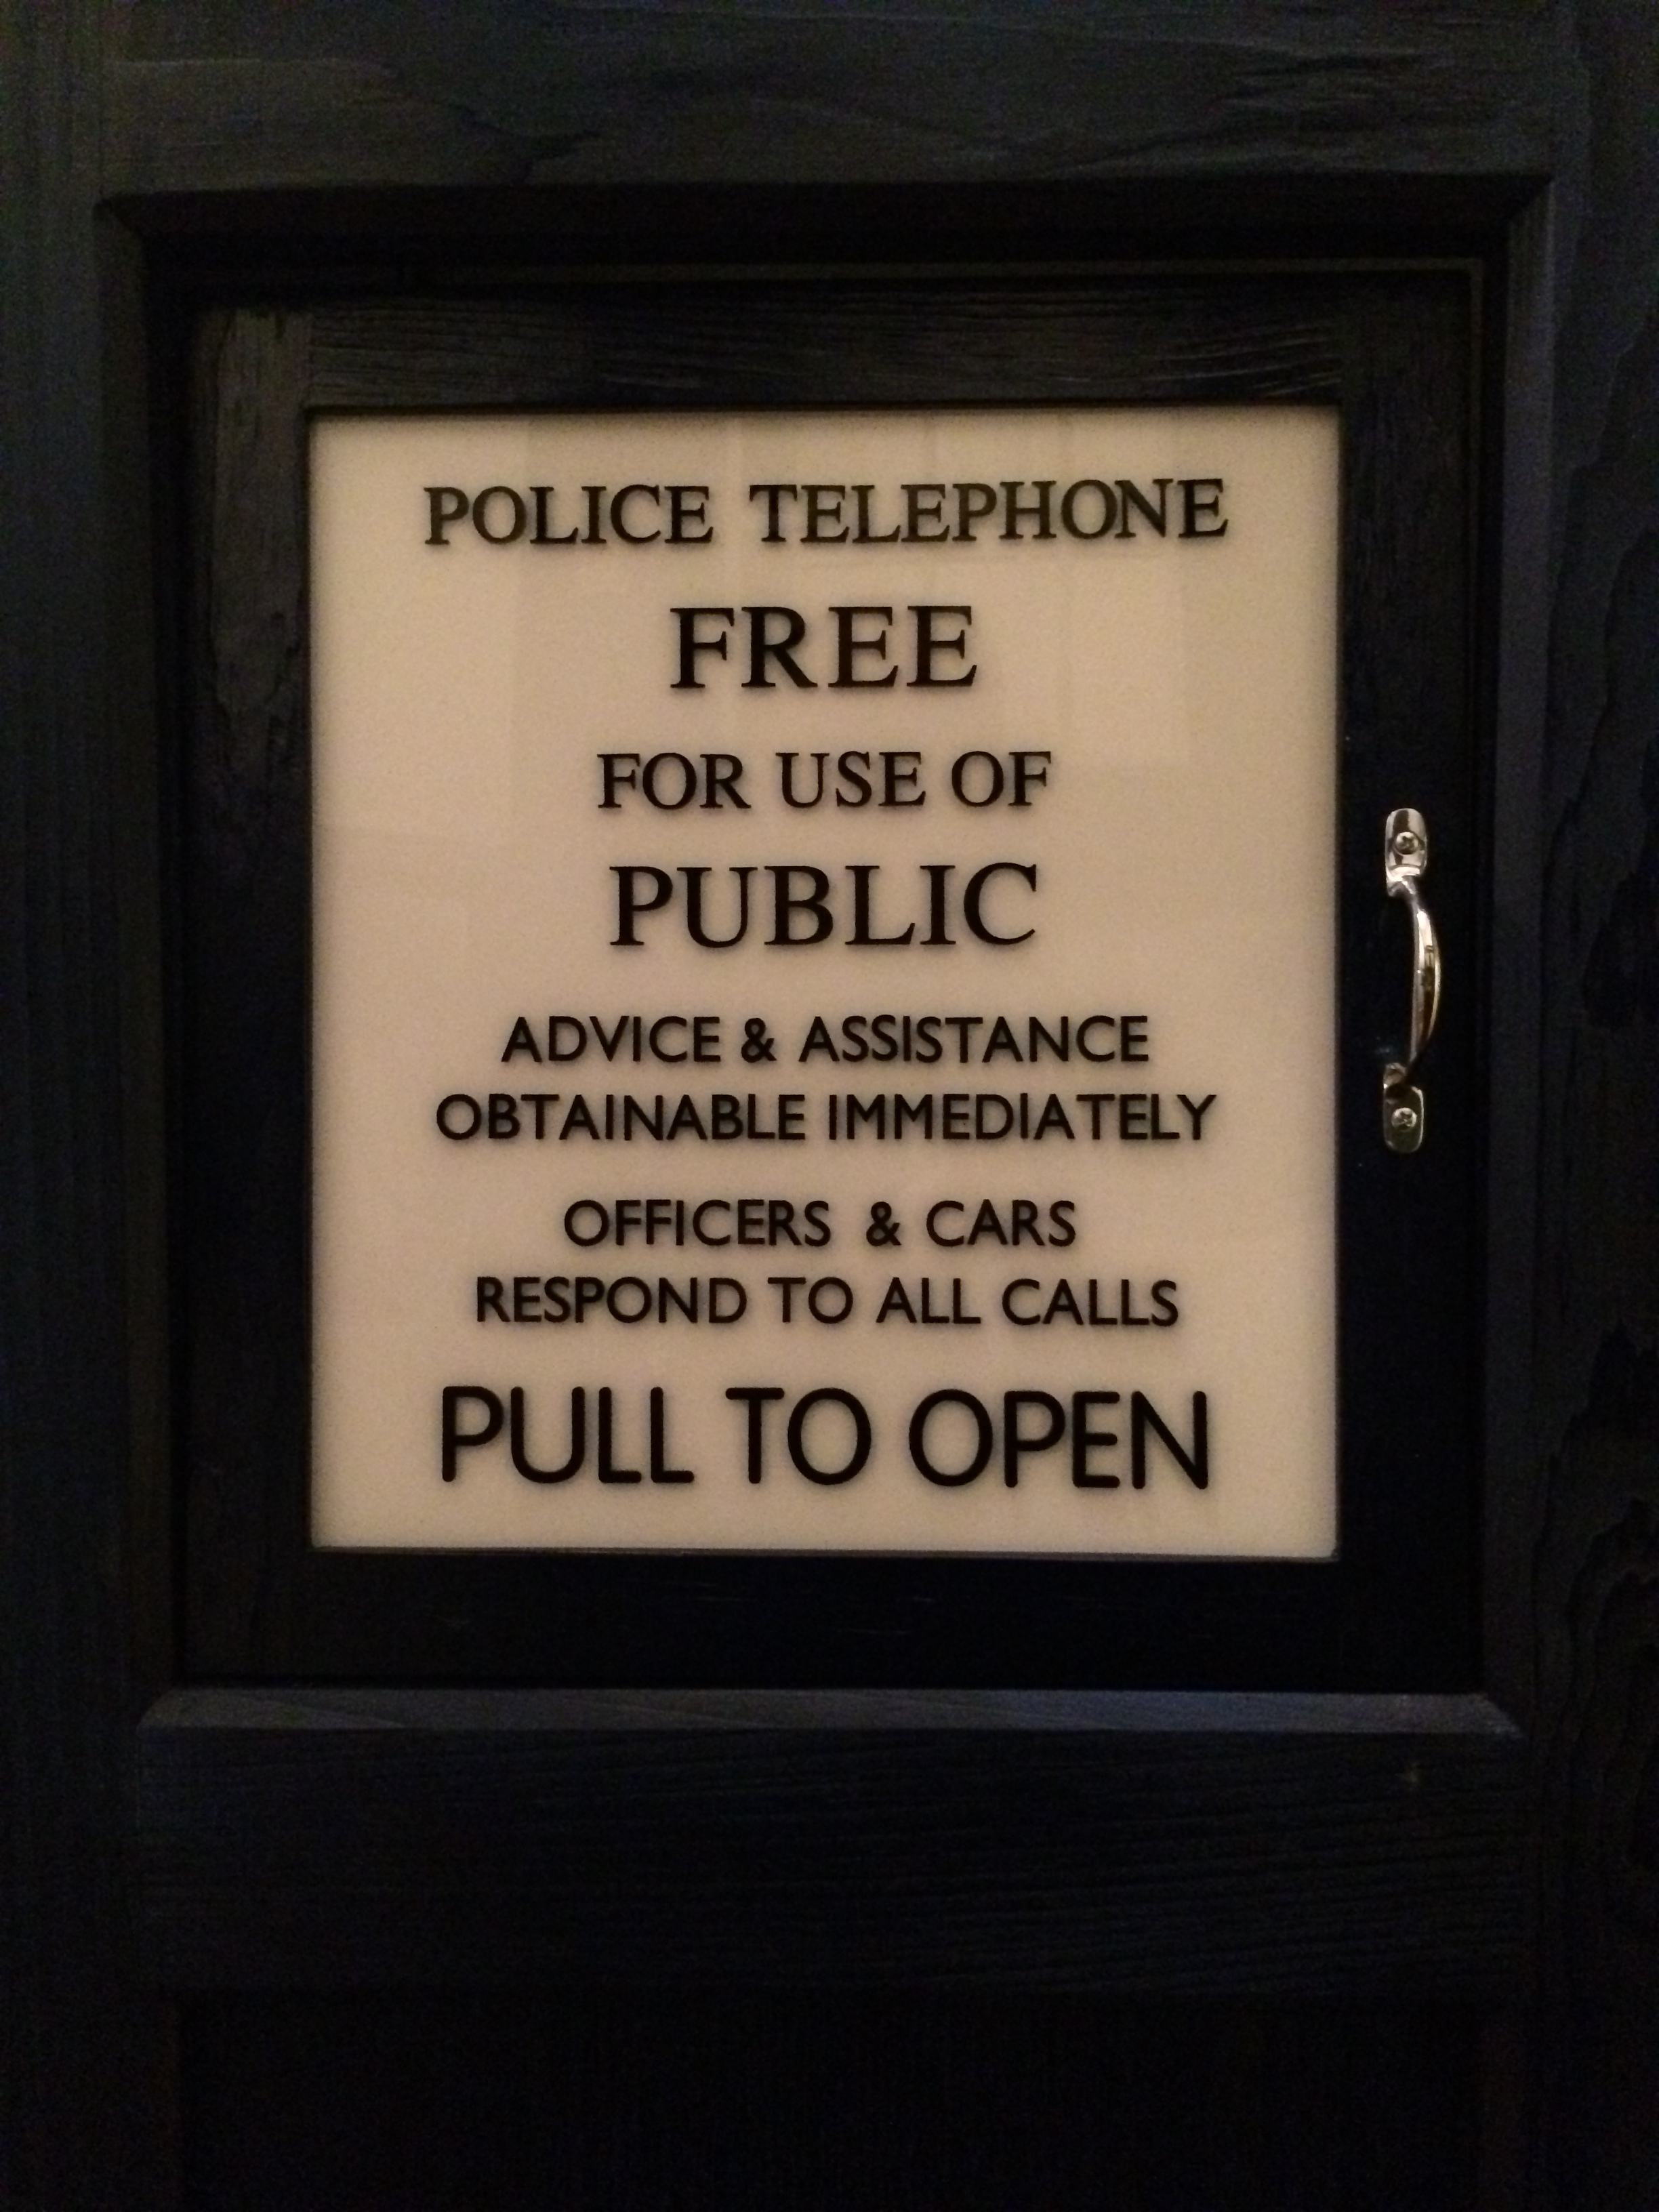 POLICE TELEPHONE
FREE
FOR USE OF
PUBLIC
ADVICE & ASSISTANCE
OBTAINABLE IMMEDIATELY
OFFICERS & CARS
RESPOND TO ALL CALLS
PULL TO OPEN